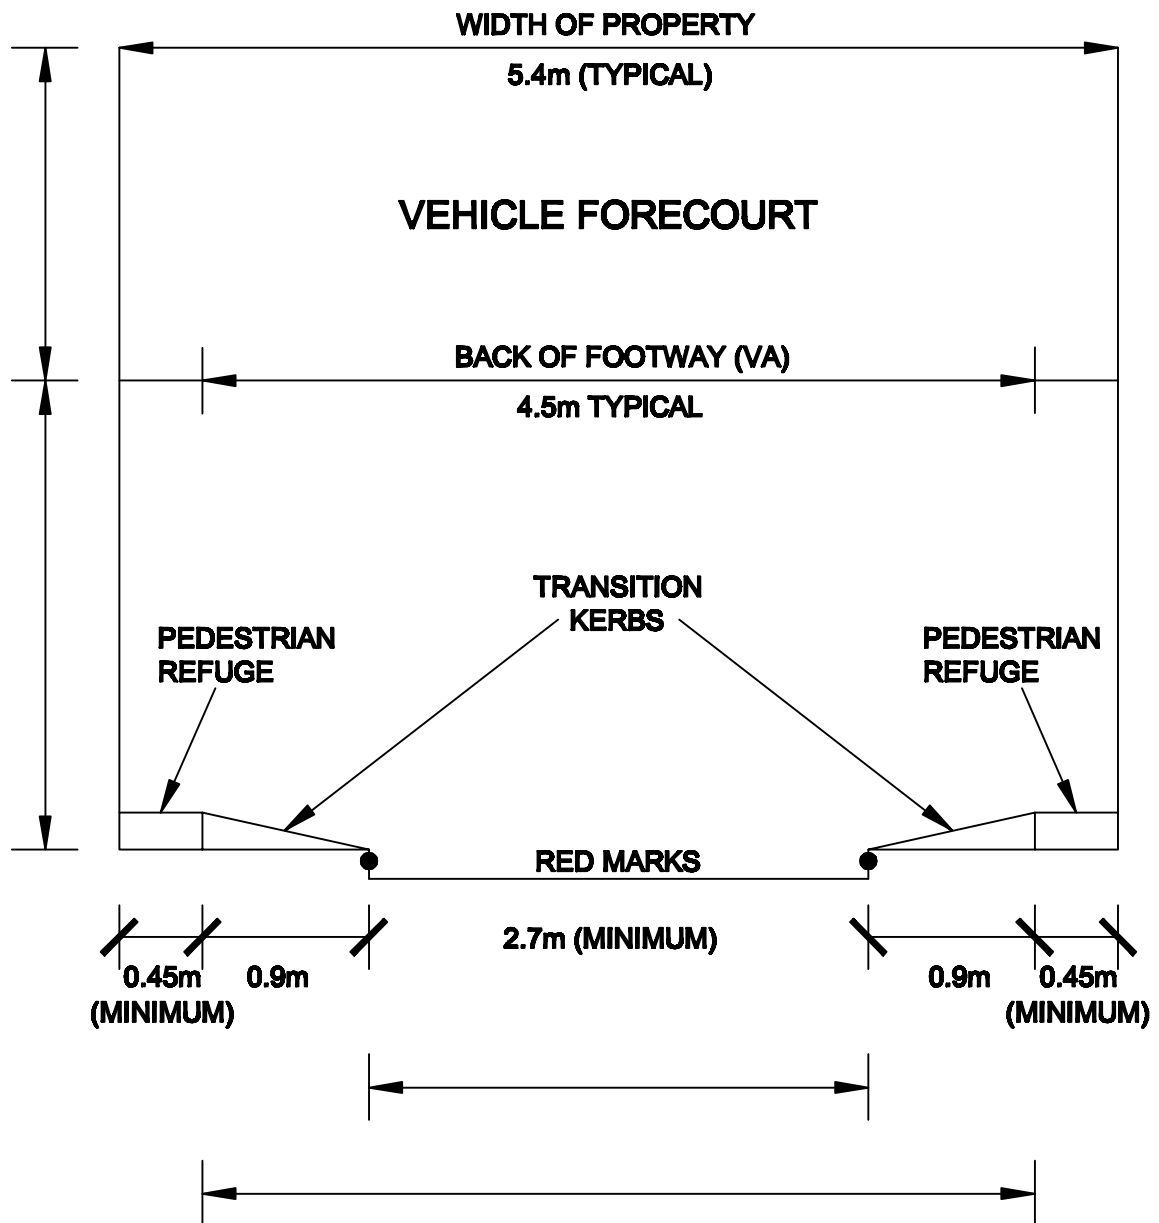 WIDTH OF PROPERTY
5.4m (TYPICAL)
VEHICLE FORECOURT
BACK OF FOOTWAY (VA)
4.5m TYPICAL
TRANSITION
KERBS
PEDESTRIAN
REFUGE
PEDESTRIAN
REFUGE
RED MARKS
2.7m (MINIMUM)
0.45m
(MINIMUM)
0.9m
0.9m
0.45m
(MINIMUM)